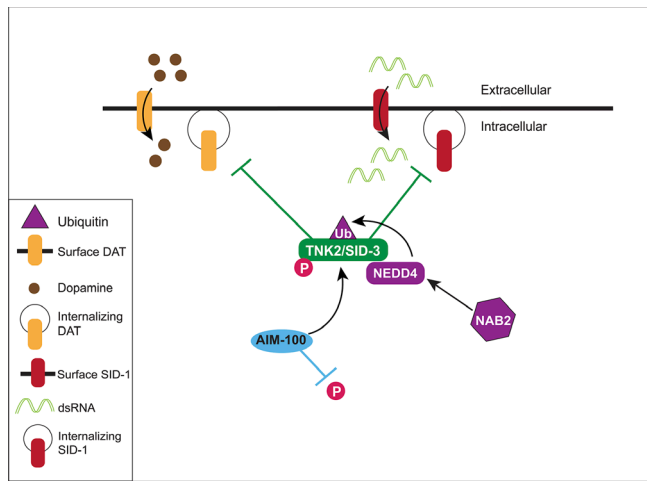 Extracellular
Intracellular
Ub
TNK2/SID-3
P
NEDD4
NAB2
AIM-100
P
Ubiquitin
Surface DAT
Dopamine
Internalizing
DAT
Surface SID-1
dsRNA
Internalizing
SID-1